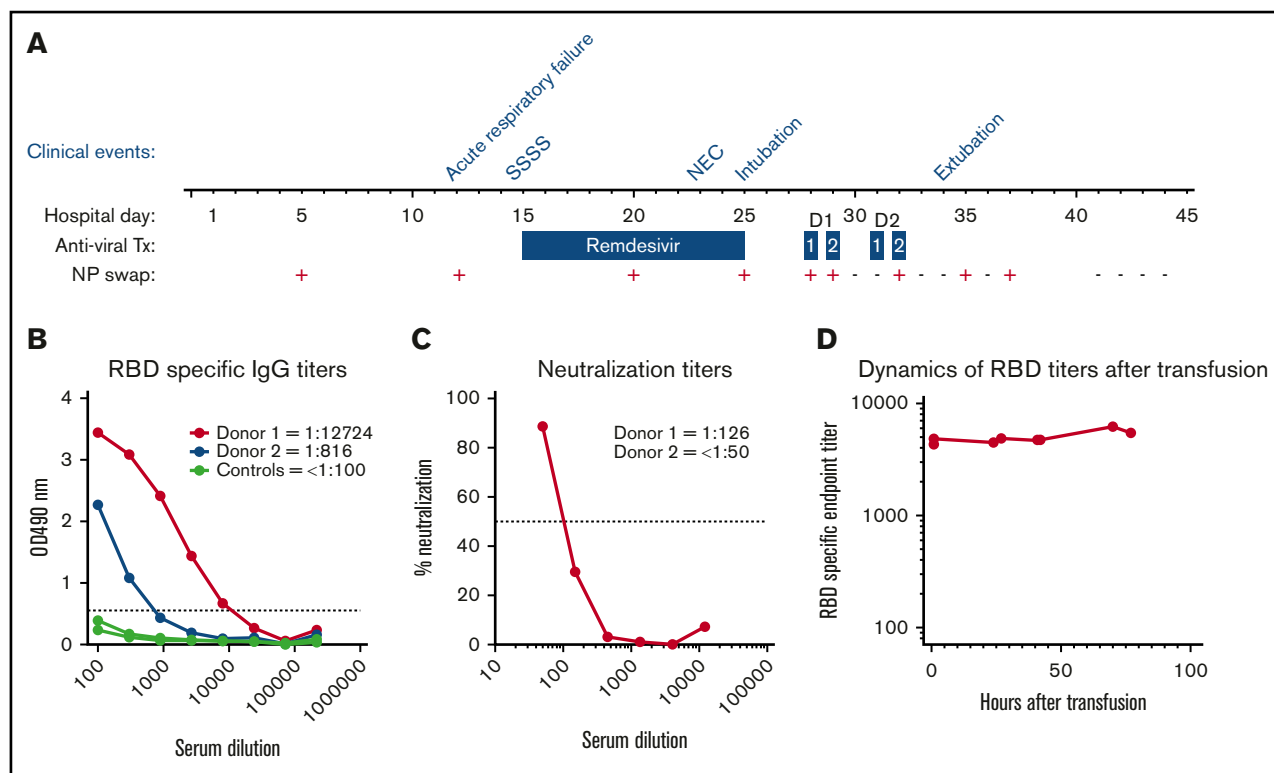 A
Clinical events:
Acute respiratory failure
SSSS
NEC
Intubation
Extubation
Hospital day: 1 5 10 15 20 25 30 35 40 45
D1 D2
Anti-viral Tx: Remdesivir 1 2 1 2
NP swap: + + + + + + - - + - + - + - - - -
B
RBD specific IgG titers
OD490 nm
4
3
2
1
0
Donor 1 = 1:12724
Donor 2 = 1:816
Controls = <1:100
100 1000 10000 100000 1000000
Serum dilution
C
Neutralization titers
% neutralization
100
80
60
40
20
0
Donor 1 = 1:126
Donor 2 = <1:50
10 100 1000 10000 100000
Serum dilution
D
Dynamics of RBD titers after transfusion
RBD specific endpoint titer
10000
1000
100
0 50 100
Hours after transfusion